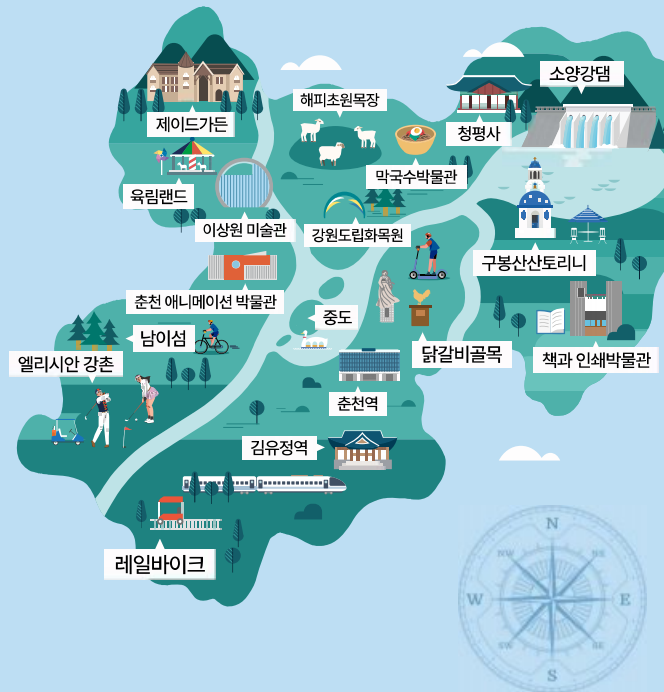 소양강댐
해피초원목장
제이드가든
청평사
막국수박물관
육림랜드
이상원 미술관
강원도립화목원
구봉산산토리니
춘천 애니메이션 박물관
중도
남이섬
닭갈비골목
책과 인쇄박물관
엘리시안 강촌
춘천역
김유정역
레일바이크
N
NW
NE
W
E
SW
SE
S